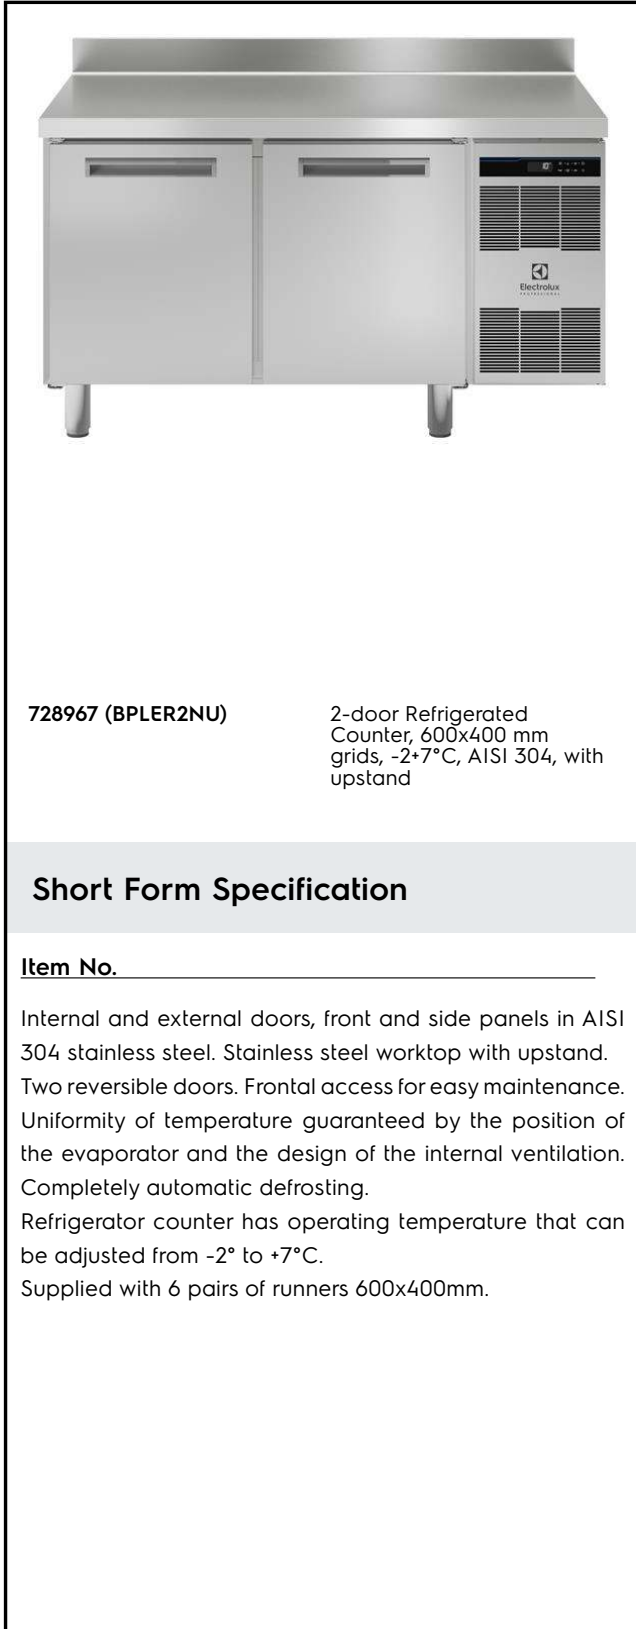 10°
Electrolux
PROFESSIONAL
728967 (BPLER2NU)
2-door Refrigerated
Counter, 600x400 mm
grids, -2+7°C, AISI 304, with
upstand
Short Form Specification
Item No.
Internal and external doors, front and side panels in AISI
304 stainless steel. Stainless steel worktop with upstand.
Two reversible doors. Frontal access for easy maintenance.
Uniformity of temperature guaranteed by the position of
the evaporator and the design of the internal ventilation.
Completely automatic defrosting.
Refrigerator counter has operating temperature that can
be adjusted from -2° to +7°C.
Supplied with 6 pairs of runners 600x400mm.